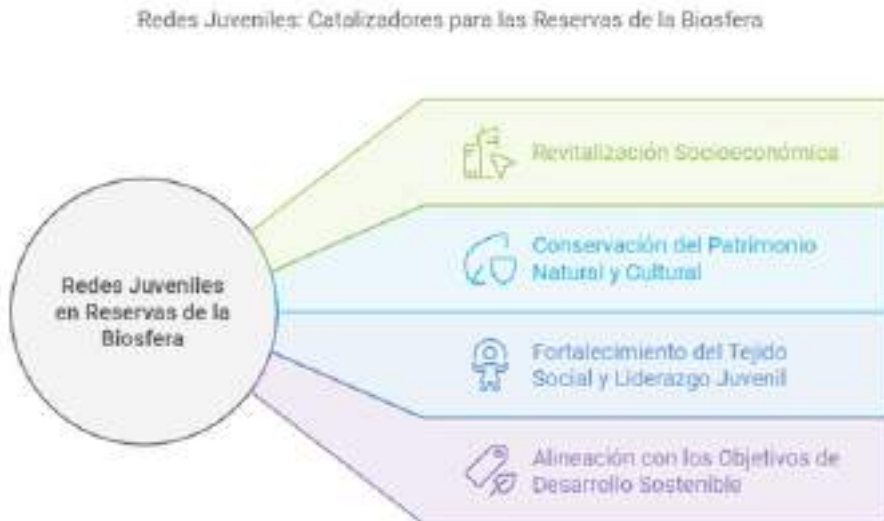 Redes Juveniles: Catalizadores para las Reservas de la Biosfera
Revitalización Socioeconómica
Conservación del Patrimonio
Natural y Cultural
Redes Juveniles
en Reservas de la
Biosfera
Fortalecimiento del Tejido
Social y Liderazgo Juvenil
Alineación con los Objetivos de
Desarrollo Sostenible